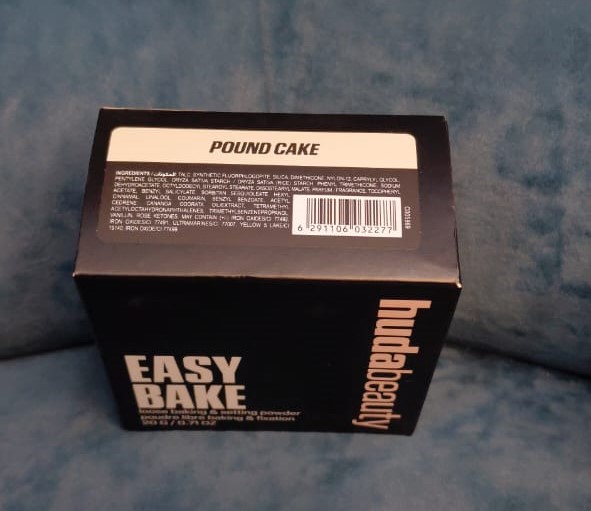 POUND CAKE
INGREDIENTS / المكونات: TALC, SYNTHETIC FLUORPHLOGOPITE, SILICA, DIMETHICONE, NYLON-12, CAPRYLYL GLYCOL,
PENTYLENE GLYCOL, ORYZA SATIVA STARCH / ORYZA SATIVA (RICE) STARCH, PHENYL TRIMETHICONE, SODIUM
DEHYDROACETATE, OCTYLDODECYL STEAROYL STEARATE, DIISOSTEARYL MALATE, PARFUM / FRAGRANCE, TOCOPHERYL
ACETATE, BENZYL SALICYLATE, SORBITAN SESQUIOLEATE, HEXYL
CINNAMAL, LINALOOL, COUMARIN, BENZYL BENZOATE, ACETYL
CEDRENE, CANANGA ODORATA OIL/EXTRACT, TETRAMETHYL
ACETYLOCTAHYDRONAPHTHALENES, TRIMETHYLBENZENEPROPANOL,
VANILLIN, ROSE KETONES. MAY CONTAIN (+/-): IRON OXIDES/CI 77492,
IRON OXIDES/CI 77491, ULTRAMARINES/CI 77007, YELLOW 5 LAKE/CI
19140, IRON OXIDES/CI 77499
6 291106 032277
hudabeauty
EASY
BAKE
loose baking & setting powder
poudre libre baking & fixation
20 G / 0.71 OZ